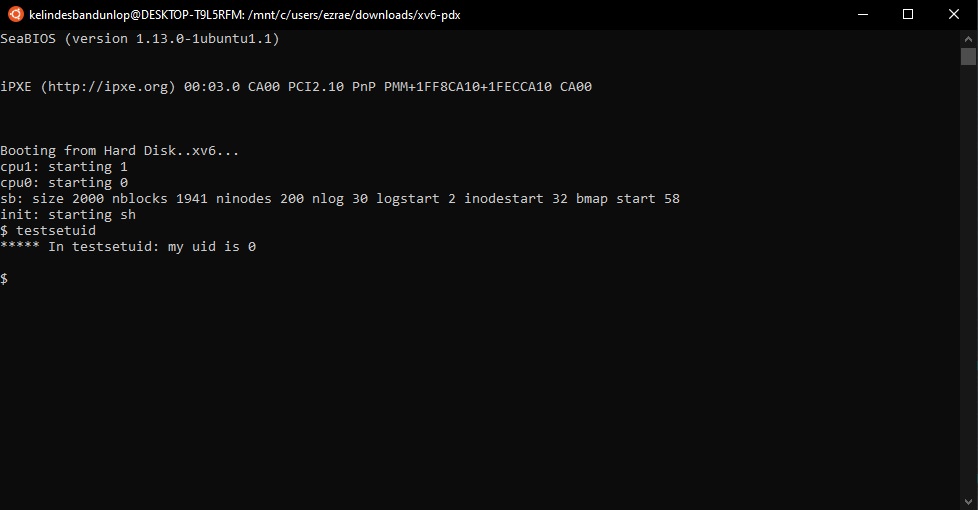 kelindesbandunlop@DESKTOP-T9L5RFM: /mnt/c/users/ezrae/downloads/xv6-pdx
SeaBIOS (version 1.13.0-1ubuntu1.1)
iPXE (http://ipxe.org) 00:03.0 CA00 PCI2.10 PnP PMM+1FF8CA10+1FECCA10 CA00
Booting from Hard Disk..xv6...
cpu1: starting 1
cpu0: starting 0
sb: size 2000 nblocks 1941 ninodes 200 nlog 30 logstart 2 inodestart 32 bmap start 58
init: starting sh
$ testsetuid
***** In testsetuid: my uid is 0
$